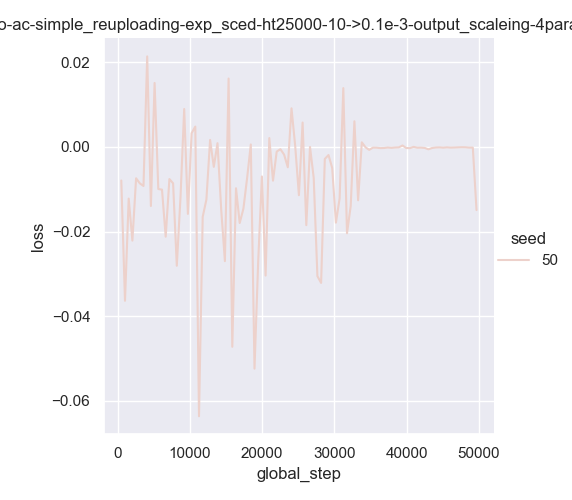 o-ac-simple_reuploading-exp_sced-ht25000-10->0.1e-3-output_scaleing-4para
0.02
0.00
−0.02
−0.04
−0.06
loss
0 10000 20000 30000 40000 50000
global_step
seed
50